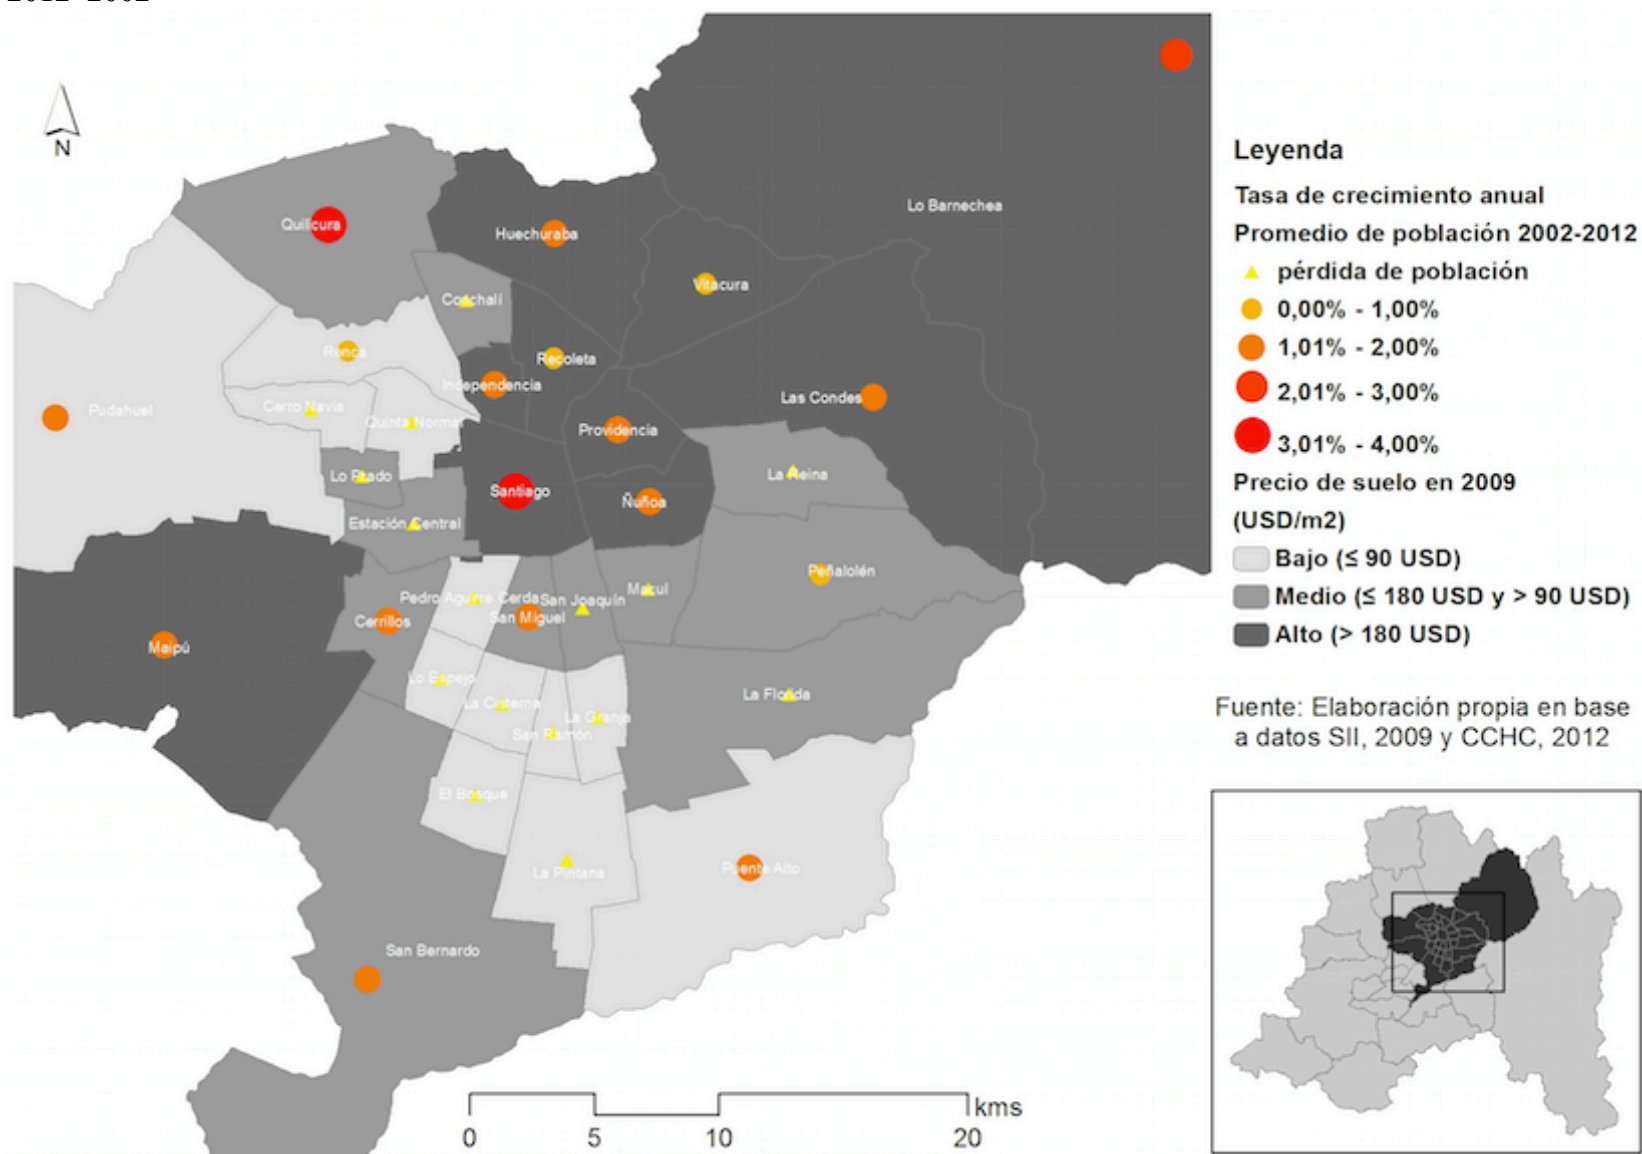 N
Lo Barnechea
Quilicura
Huechuraba
Vitacura
Conchalí
Renca
Recoleta
Independencia
Las Condes
Pudahuel
Cerro Navia
Quinta Normal
Providencia
Lo Prado
La Reina
Santiago
Ñuñoa
Estación Central
Peñalolén
Macul
Pedro Aguirre Cerda
San Joaquín
San Miguel
Cerrillos
Maipú
Lo Espejo
La Florida
La Cisterna
La Granja
San Ramón
El Bosque
La Pintana
Puente Alto
San Bernardo
kms
0 5 10 20
Leyenda
Tasa de crecimiento anual
Promedio de población 2002-2012
pérdida de población
0,00% - 1,00%
1,01% - 2,00%
2,01% - 3,00%
3,01% - 4,00%
Precio de suelo en 2009
(USD/m2)
Bajo (≤ 90 USD)
Medio (≤ 180 USD y > 90 USD)
Alto (> 180 USD)
Fuente: Elaboración propia en base
a datos SII, 2009 y CCHC, 2012